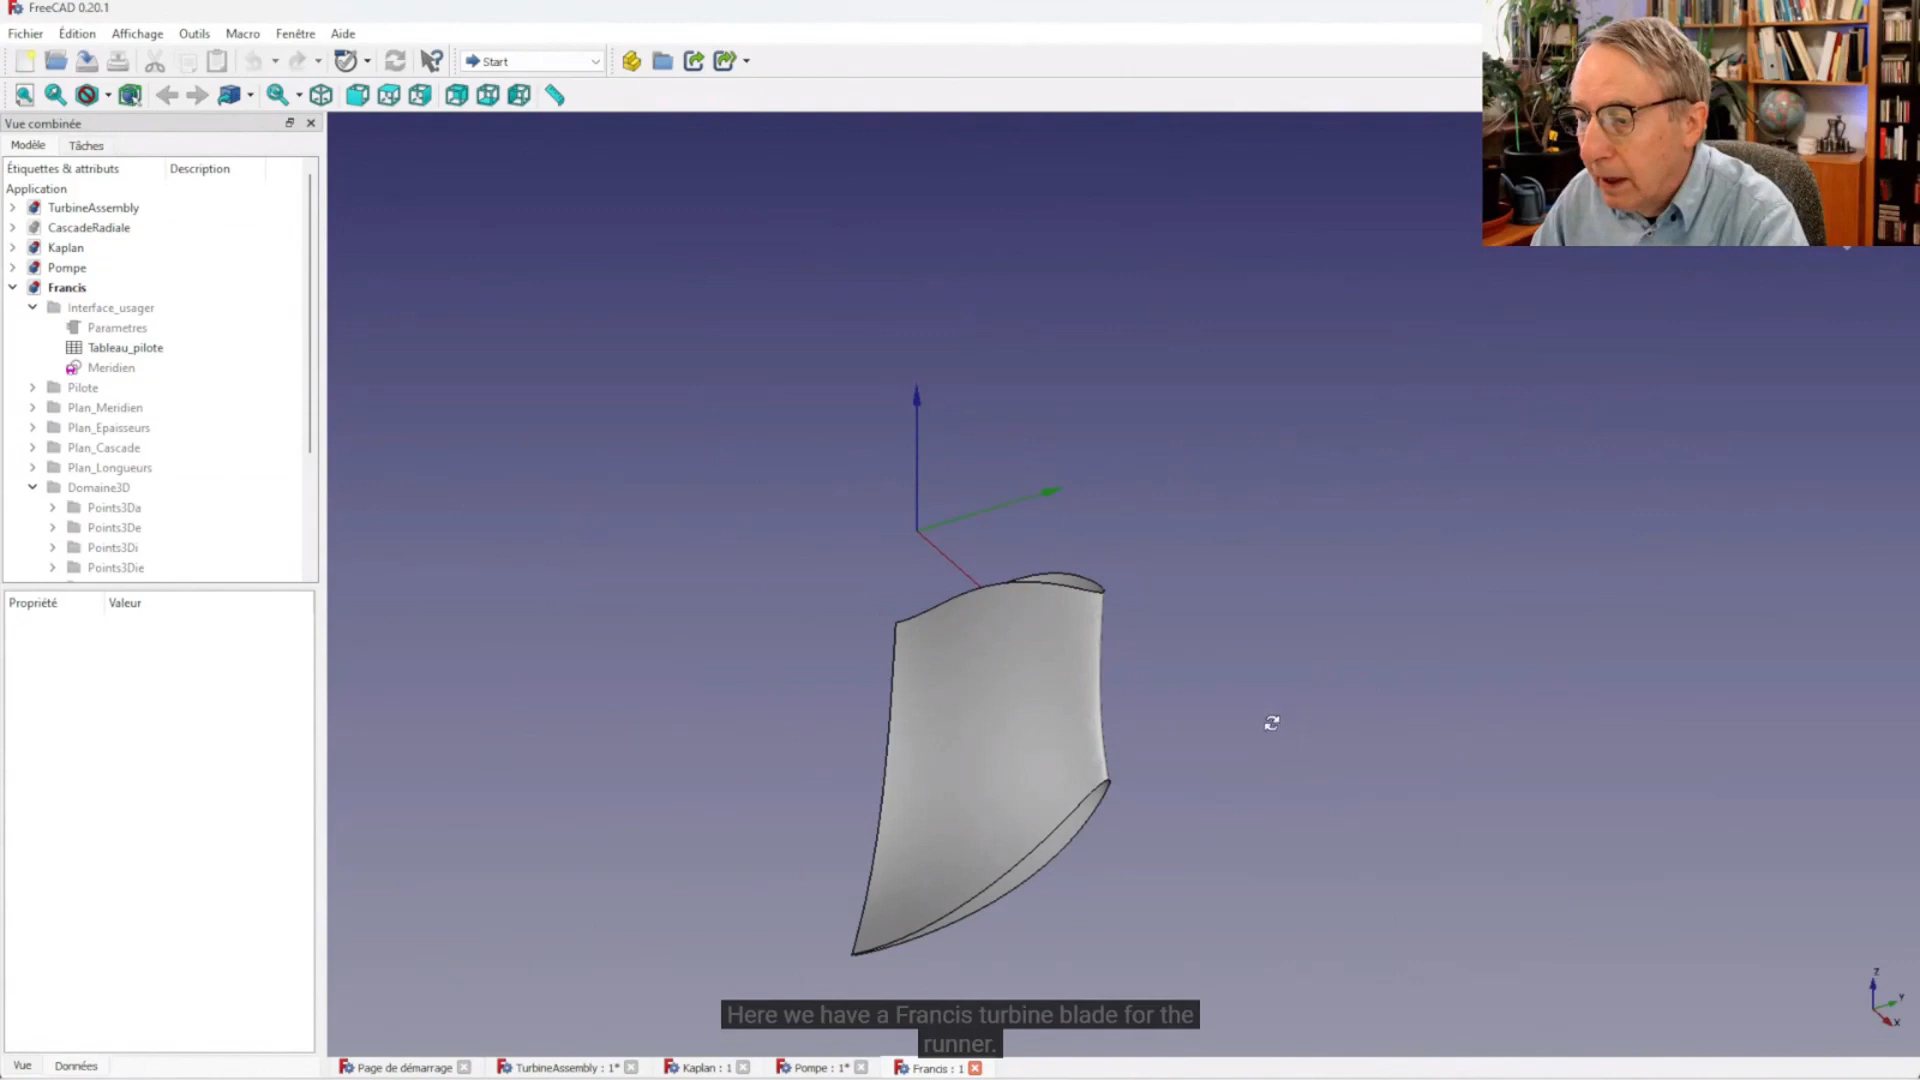 FreeCAD 0.20.1
Fichier Édition Affichage Outils Macro Fenêtre Aide
Start
Vue combinée
Modèle Tâches
Étiquettes & attributs Description
Application
TurbineAssembly
CascadeRadiale
Kaplan
Pompe
Francis
Interface_usager
Parametres
Tableau_pilote
Meridien
Pilote
Plan_Meridien
Plan_Epaisseurs
Plan_Cascade
Plan_Longueurs
Domaine3D
Points3Da
Points3De
Points3Di
Points3Die
Propriété Valeur
Z
Y
X
Here we have a Francis turbine blade for the
runner.
Vue Données
Page de démarrage TurbineAssembly : 1* Kaplan : 1 Pompe : 1* Francis : 1